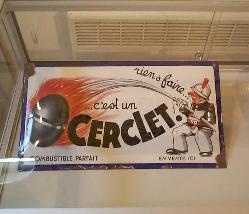 rien à faire...
...c'est un
CERCLET.
COMBUSTIBLE PARFAIT
EN VENTE ICI